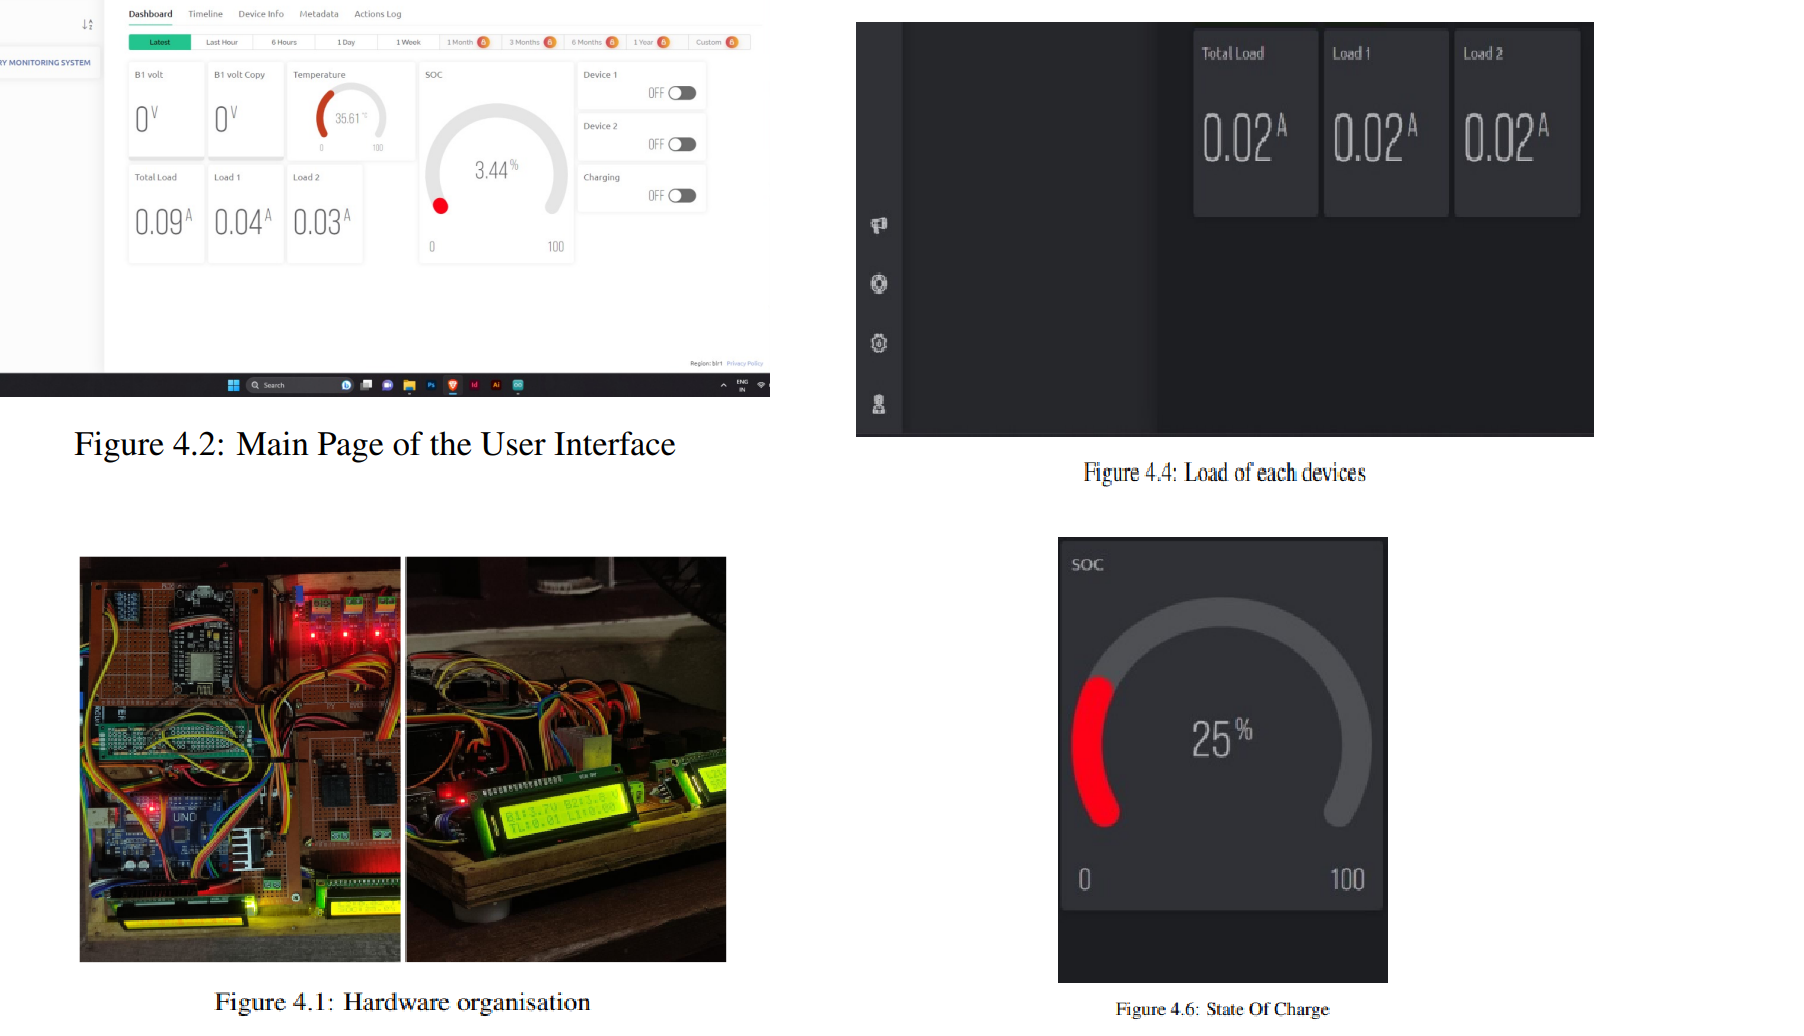 Dashboard Timeline Device Info Metadata Actions Log
Latest Last Hour 6 Hours 1 Day 1 Week 1 Month 3 Months 6 Months 1 Year Custom
RY MONITORING SYSTEM
B1 volt
0 V
B1 volt Copy
0 V
Temperature
35.61 °C
0 100
SOC
3.44 %
0 100
Device 1
OFF
Device 2
OFF
Charging
OFF
Total Load
0.09 A
Load 1
0.04 A
Load 2
0.03 A
Region: blr1 Privacy Policy
Search
Ps
Id
Ai
ENG
IN
Figure 4.2: Main Page of the User Interface
Total Load
0.02 A
Load 1
0.02 A
Load 2
0.02 A
Figure 4.4: Load of each devices
UNO
Figure 4.1: Hardware organisation
SOC
25 %
0 100
Figure 4.6: State Of Charge